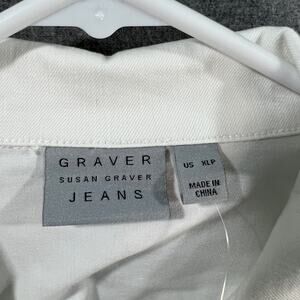 GRAVER
SUSAN GRAVER
JEANS
US XLP
MADE IN
CHINA